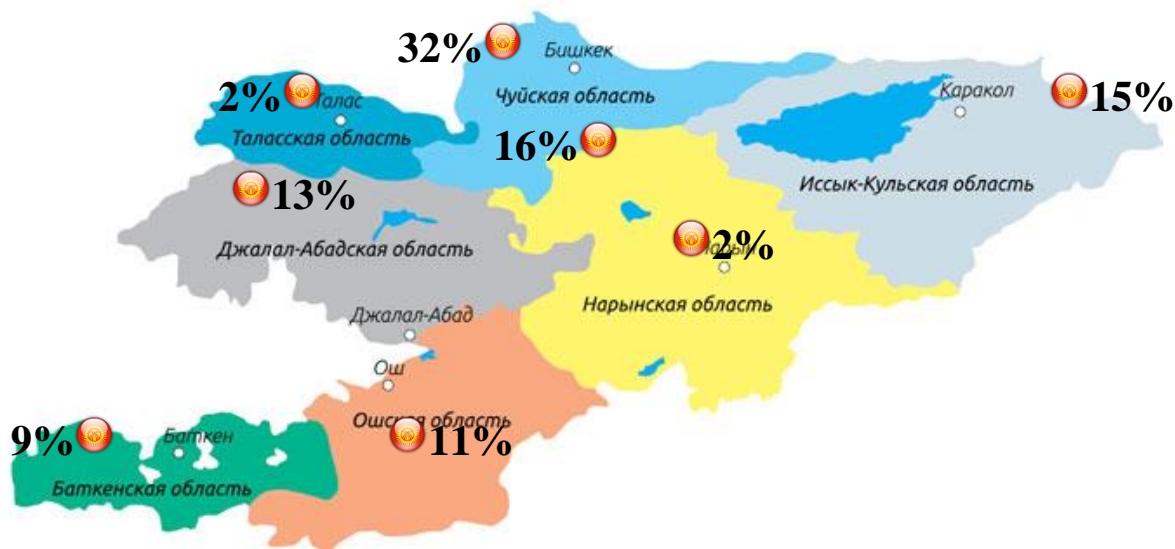 32%
Бишкек
2%
Талас
Чуйская область
Каракол
15%
Таласская область
16%
13%
Иссык-Кульская область
Джалал-Абадская область
2%
Нарын
Нарынская область
Джалал-Абад
Ош
Ошская область
9%
Баткен
11%
Баткенская область